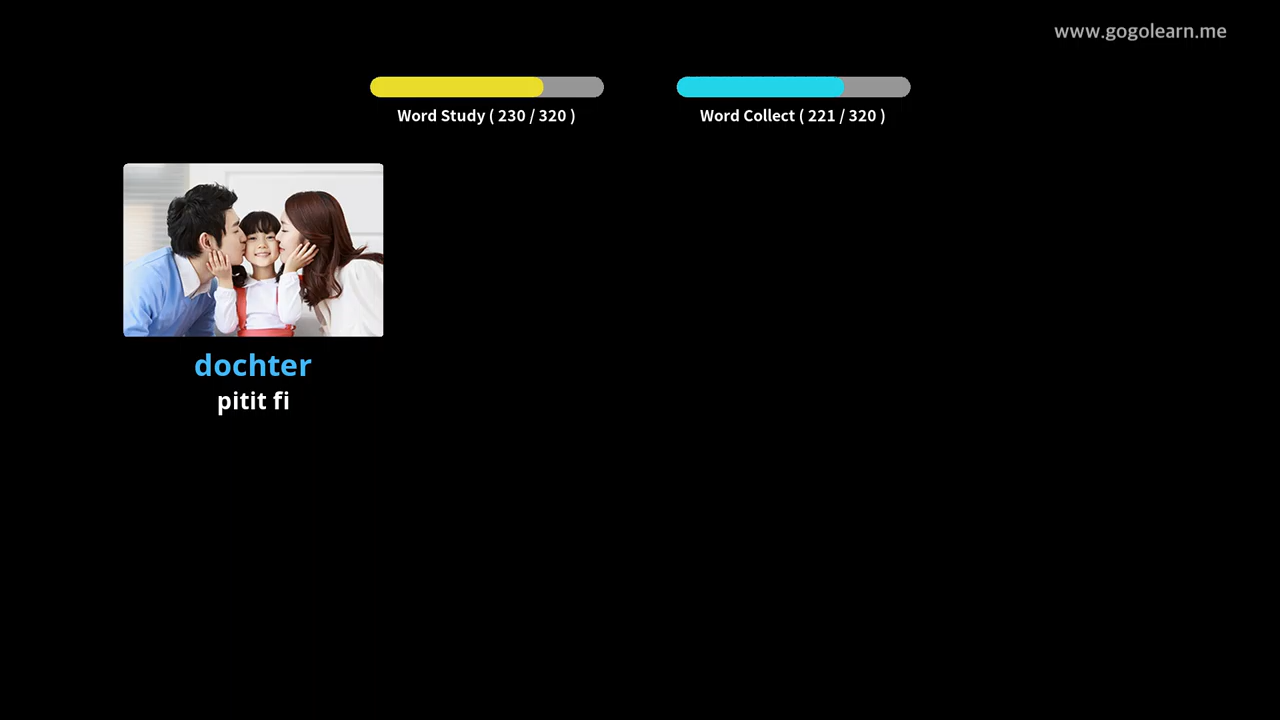 www.gogolearn.me
Word Study ( 230 / 320 )
Word Collect ( 221 / 320 )
dochter
pitit fi